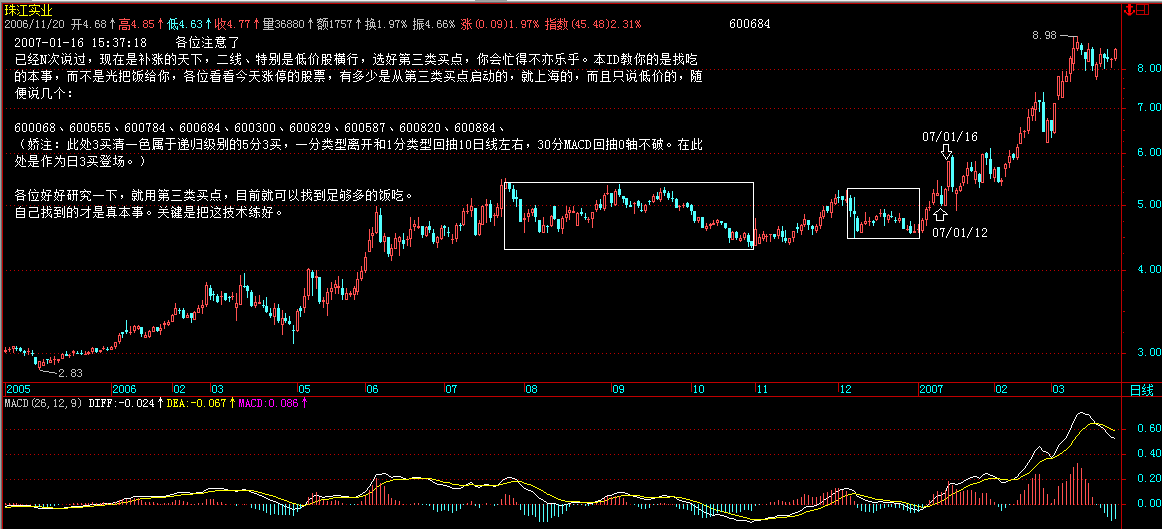 珠江实业
2006/11/20 开4.68↑高4.85↑低4.63↑收4.77↑量36880↑额1757↑换1.97% 振4.66% 涨(0.09)1.97% 指数(45.48)2.31%
600684
2007-01-16 15:37:18 各位注意了
已经N次说过，现在是补涨的天下，二线、特别是低价股横行，选好第三类买点，你会忙得不亦乐乎。本ID教你的是找吃
的本事，而不是光把饭给你，各位看看今天涨停的股票，有多少是从第三类买点启动的，就上海的，而且只说低价的，随
便说几个：
600068、600555、600784、600684、600300、600829、600587、600820、600884、
（娇注：此处3买清一色属于递归级别的5分3买，一分类型离开和1分类型回抽10日线左右，30分MACD回抽0轴不破。在此
处是作为日3买登场。）
各位好好研究一下，就用第三类买点，目前就可以找到足够多的饭吃。
自己找到的才是真本事。关键是把这技术练好。
8.98
8.00
7.00
07/01/16
6.00
5.00
07/01/12
4.00
3.00
2.83
2005 2006 02 03 05 06 07 08 09 10 11 12 2007 02 03 日线
MACD(26,12,9) DIFF:-0.024↑DEA:-0.067↑MACD:0.086↑
0.60
0.40
0.20
0.00